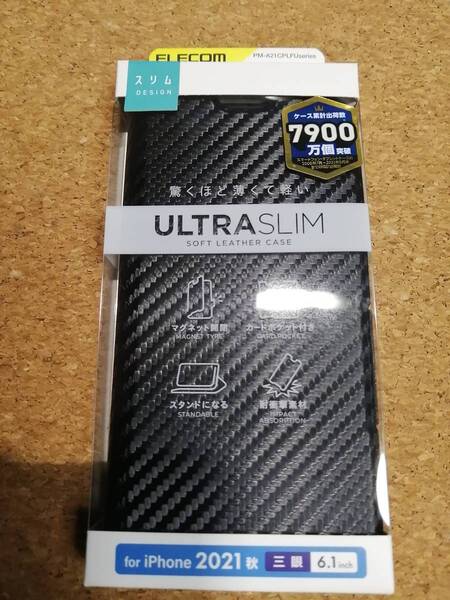 ELECOM
PM-A21CPLFUseries
スリム
DESIGN
ケース累計出荷数
7900
万個突破
驚くほど薄くて軽い
ULTRASLIM
SOFT LEATHER CASE
マグネット開閉
MAGNET TYPE
カードポケット付き
CARD POCKET
スタンドになる
STANDABLE
耐衝撃素材
IMPACT
ABSORPTION
for iPhone 2021 秋 三眼 6.1inch